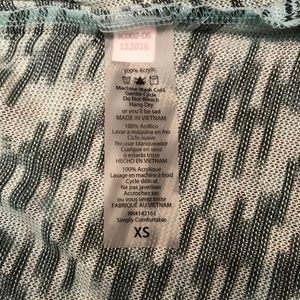 122016
100% Acrylic
Machine Wash Cold
Gentle Cycle
Do Not Bleach
Hang Dry
or you'll be sad
MADE IN VIETNAM
100% Acrílico
Lavar a máquina en frío
Ciclo suave
No usar blanqueador
Cuelgue en seco
o estarás triste
HECHO EN VIETNAM
100% Acrylique
Lavage en machine à froid
Cycle délicat
Ne pas javelliser
Accrochez sec
ou vous serez triste
FABRIQUÉ AU VIETNAM
RN#142161
Simply Comfortable
XS